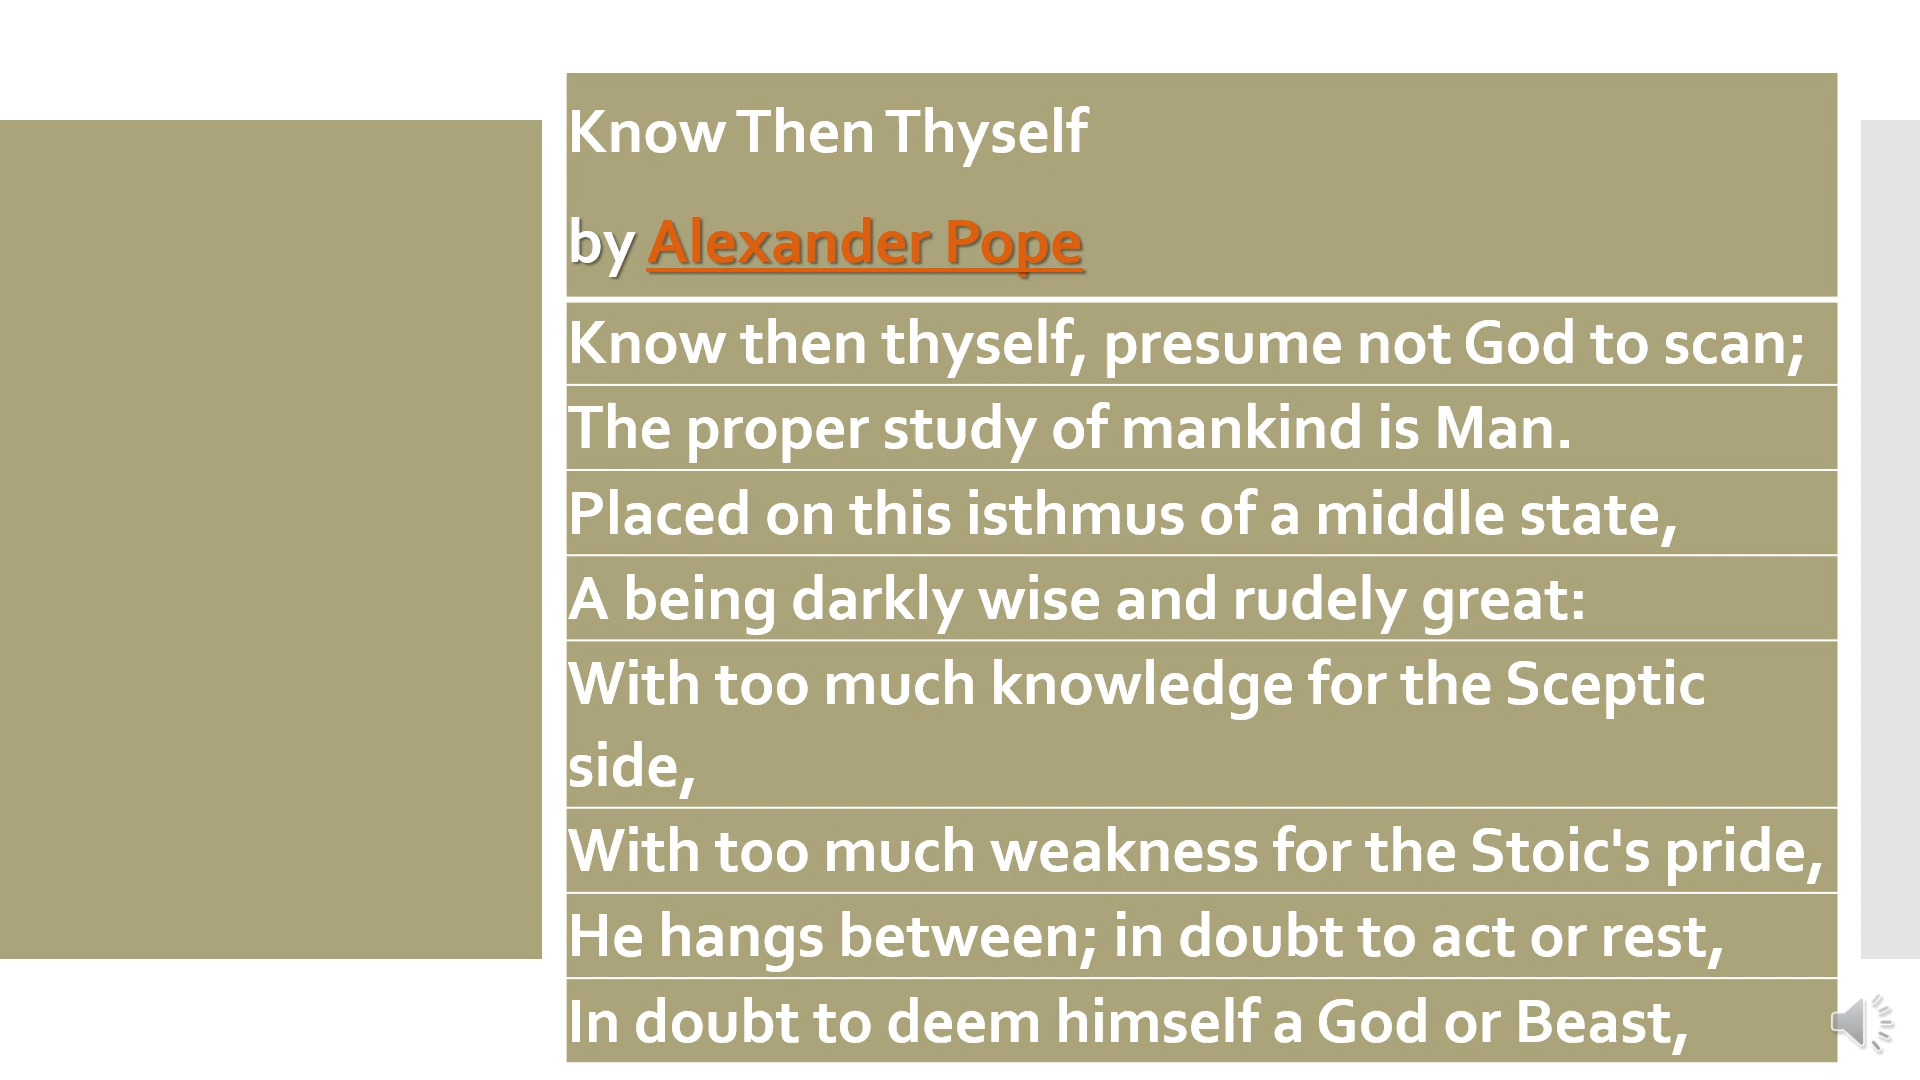 Know Then Thyself
by Alexander Pope
Know then thyself, presume not God to scan;
The proper study of mankind is Man.
Placed on this isthmus of a middle state,
A being darkly wise and rudely great:
With too much knowledge for the Sceptic
side,
With too much weakness for the Stoic's pride,
He hangs between; in doubt to act or rest,
In doubt to deem himself a God or Beast,